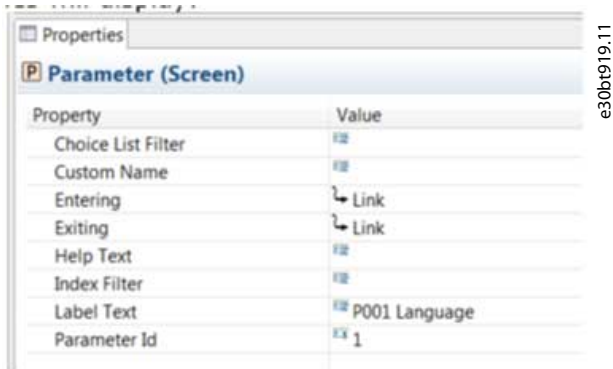 Properties
P Parameter (Screen)
Property Value
Choice List Filter
Custom Name
Entering Link
Exiting Link
Help Text
Index Filter
Label Text P001 Language
Parameter Id 1
e30bt919.11